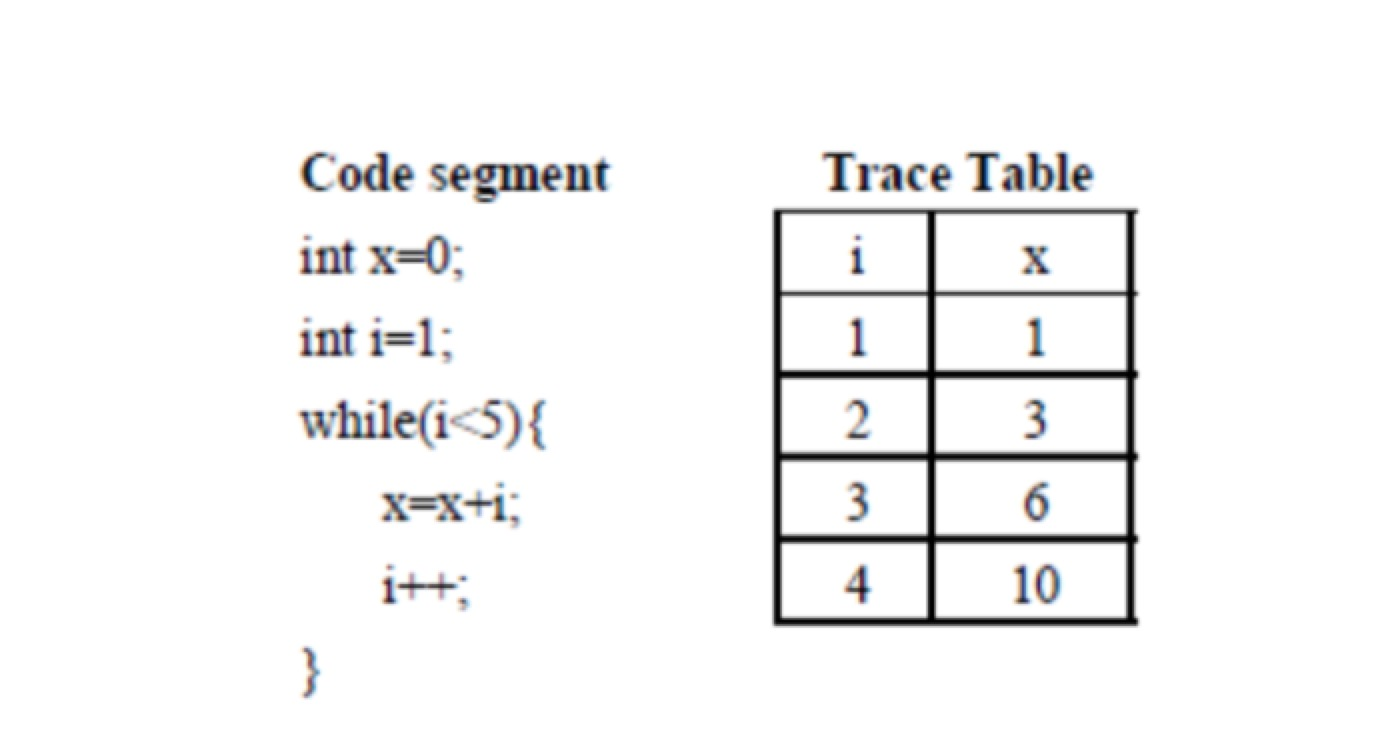 Code segment
int x=0;
int i=1;
while(i<5){
x=x+i;
i++;
}
Trace Table
i x
1 1
2 3
3 6
4 10